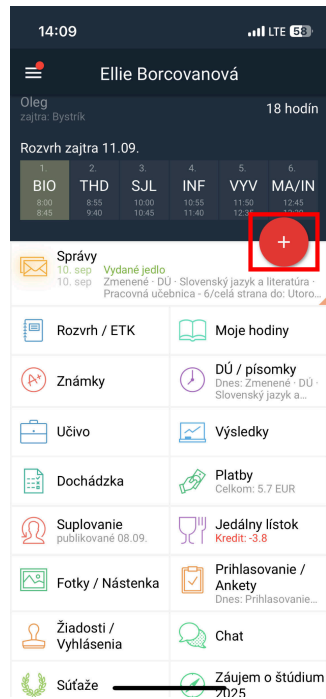 14:09 LTE 58
Ellie Borcovanová
Oleg
zajtra: Bystrík
18 hodín
Rozvrh zajtra 11.09.
1. 2. 3. 4. 5. 6.
BIO THD SJL INF VYV MA/IN
8:00 8:55 10:00 10:55 11:50 12:45
8:45 9:40 10:45 11:40 12:35
+
Správy
10. sep Vydané jedlo
10. sep Zmenené · DÚ · Slovenský jazyk a literatúra ·
Pracovná učebnica - 6/celá strana do: Utoro...
Rozvrh / ETK
Moje hodiny
Známky
DÚ / písomky
Dnes: Zmenené · DÚ ·
Slovenský jazyk a...
Učivo
Výsledky
Dochádzka
Platby
Celkom: 5.7 EUR
Suplovanie
publikované 08.09.
Jedálny lístok
Kredit: -3.8
Fotky / Nástenka
Prihlasovanie /
Ankety
Dnes: Prihlasovanie...
Žiadosti /
Vyhlásenia
Chat
Súťaže
Záujem o štúdium
2025